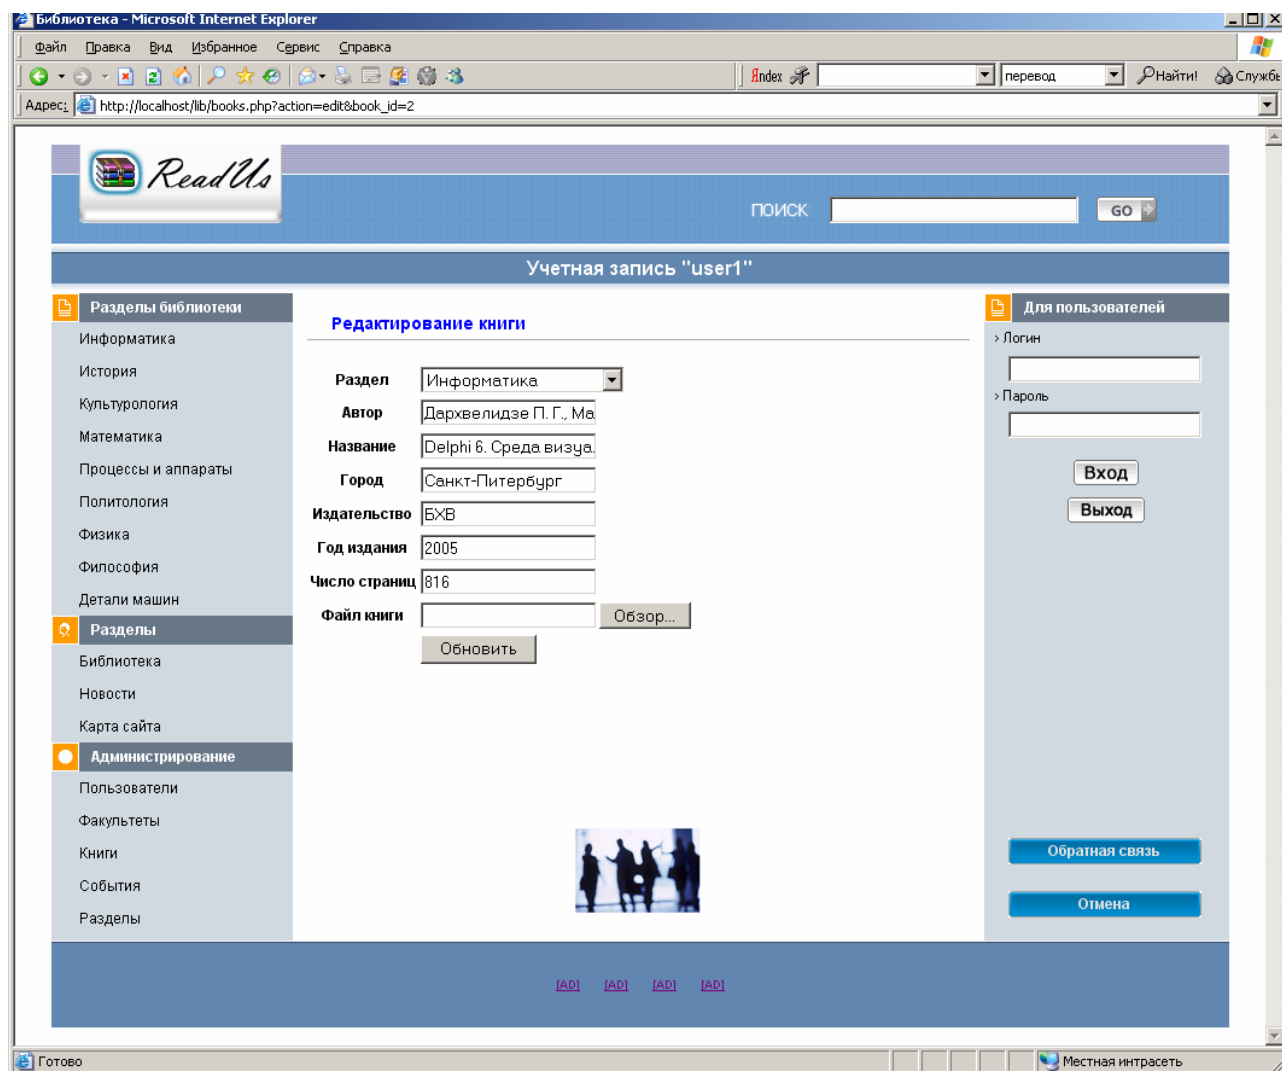 Библиотека - Microsoft Internet Explorer
Файл Правка Вид Избранное Сервис Справка
Яndex перевод Найти! Службы
Адрес: http://localhost/lib/books.php?action=edit&book_id=2
ReadUs
ПОИСК GO
Учетная запись "user1"
Разделы библиотеки
Информатика
История
Культурология
Математика
Процессы и аппараты
Политология
Физика
Философия
Детали машин
Разделы
Библиотека
Новости
Карта сайта
Администрирование
Пользователи
Факультеты
Книги
События
Разделы
Редактирование книги
Раздел Информатика
Автор Дархвелидзе П. Г., Ма
Название Delphi 6. Среда визуа.
Город Санкт-Питербург
Издательство БХВ
Год издания 2005
Число страниц 816
Файл книги Обзор...
Обновить
Для пользователей
› Логин
› Пароль
Вход
Выход
Обратная связь
Отмена
[AD] [AD] [AD] [AD]
Готово Местная интрасеть